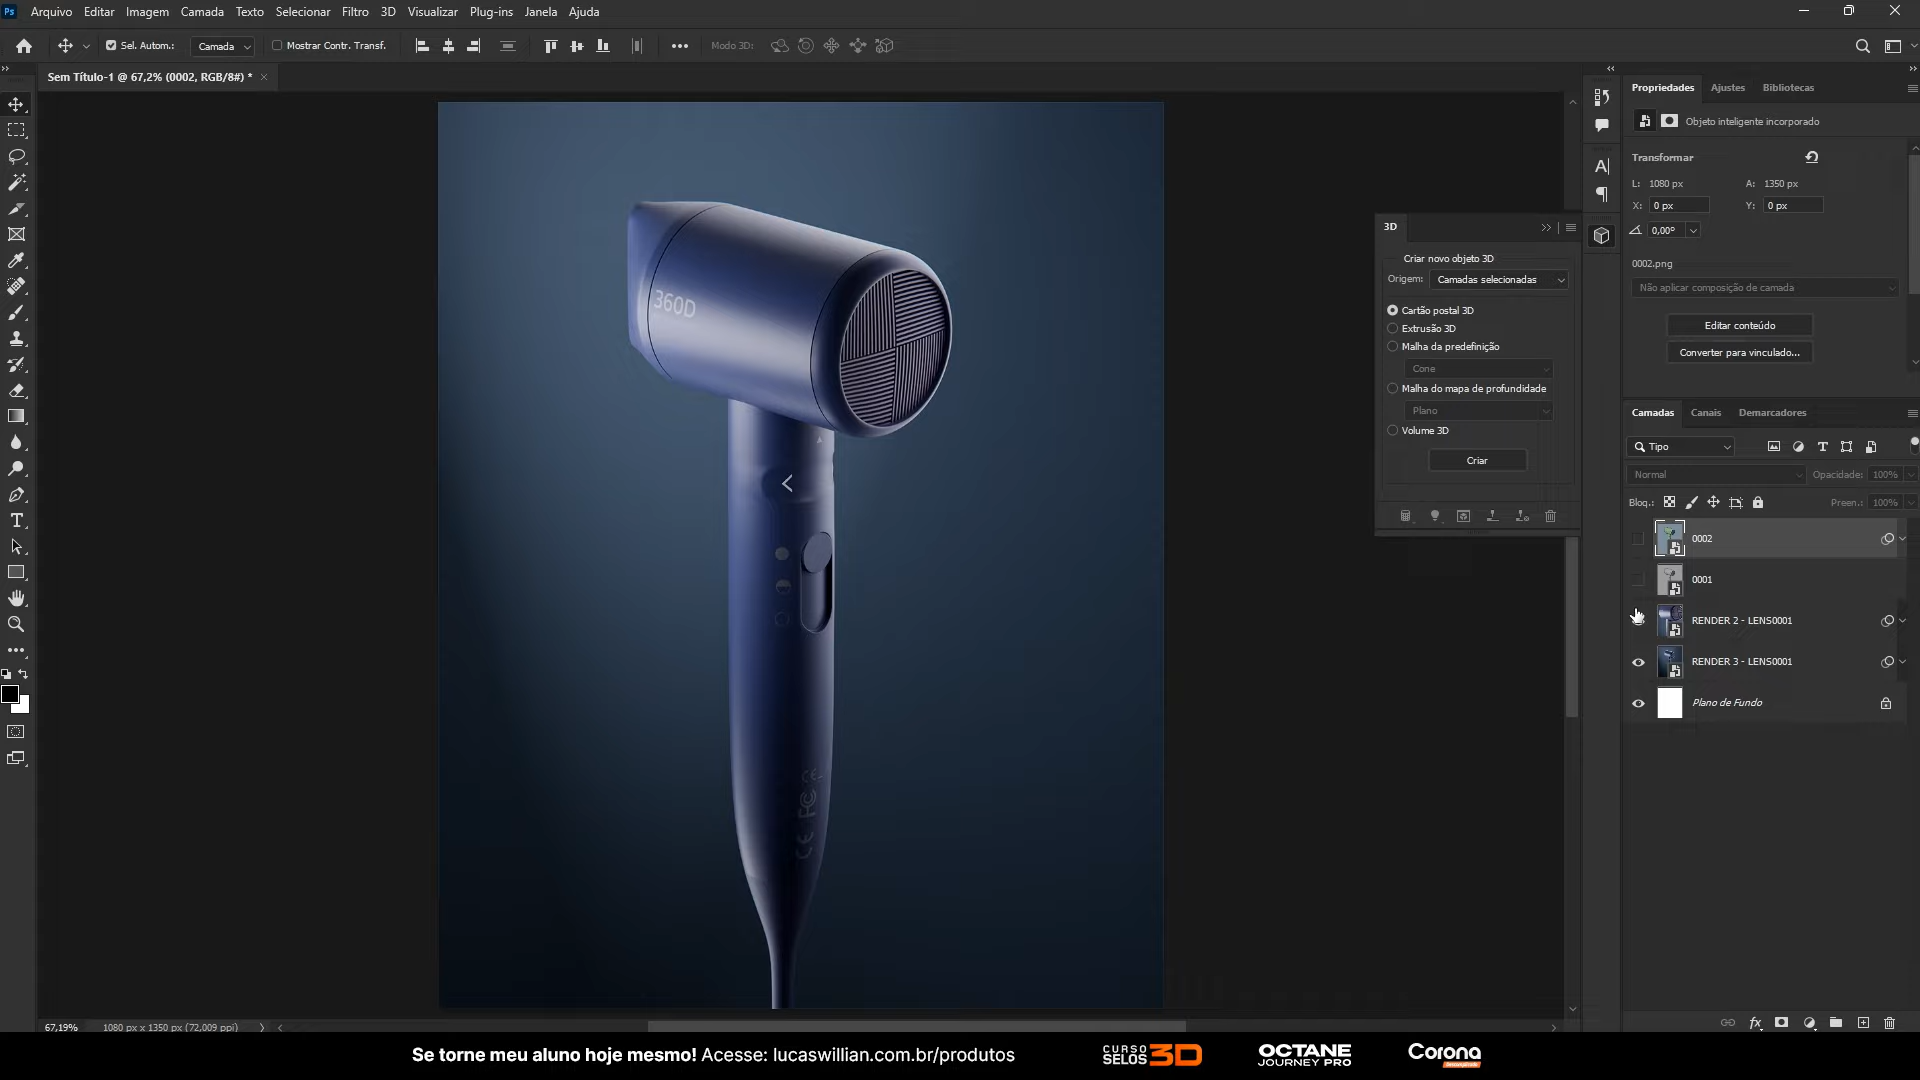 Ps Arquivo Editar Imagem Camada Texto Selecionar Filtro 3D Visualizar Plug-ins Janela Ajuda
Sel. Autom.: Camada Mostrar Contr. Transf. Modo 3D:
Sem Título-1 @ 67,2% (0002, RGB/8#) *
360D
CE FC CE
3D
Criar novo objeto 3D
Origem: Camadas selecionadas
Cartão postal 3D
Extrusão 3D
Malha da predefinição
Cone
Malha do mapa de profundidade
Plano
Volume 3D
Criar
Propriedades Ajustes Bibliotecas
Objeto inteligente incorporado
Transformar
L: 1080 px A: 1350 px
X: 0 px Y: 0 px
0,00°
0002.png
Não aplicar composição de camada
Editar conteúdo
Converter para vinculado...
Camadas Canais Demarcadores
Tipo
Normal Opacidade: 100%
Bloq.: Preen.: 100%
0002
0001
RENDER 2 - LENS0001
RENDER 3 - LENS0001
Plano de Fundo
67,19% 1080 px x 1350 px (72,009 ppi)
Se torne meu aluno hoje mesmo! Acesse: lucaswillian.com.br/produtos
CURSO SELOS 3D
OCTANE
JOURNEY PRO
Corona